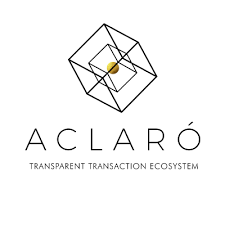 ACLARÓ
TRANSPARENT TRANSACTION ECOSYSTEM